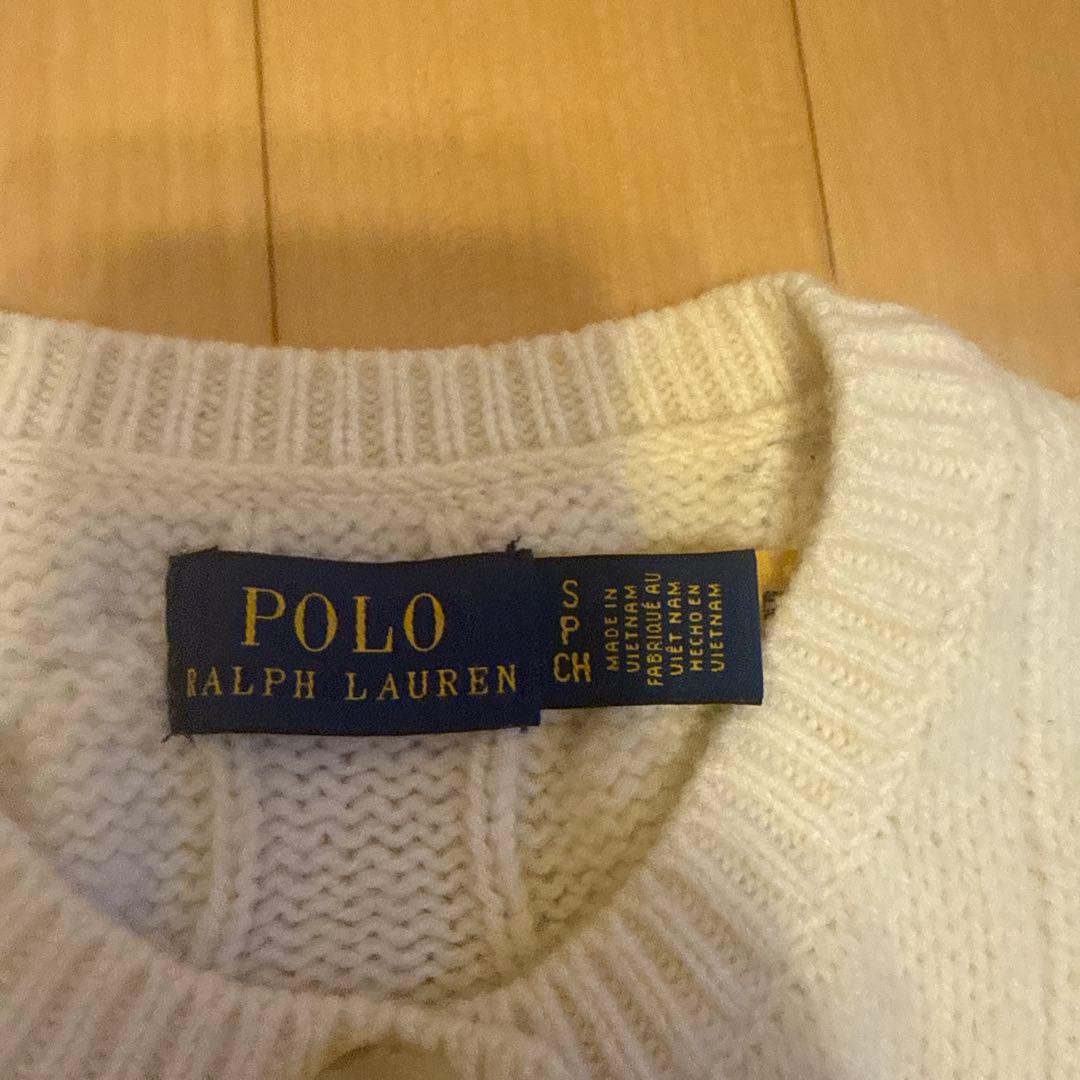 POLO
RALPH LAUREN
S
P
CH
MADE IN
VIETNAM
FABRIQUÉ AU
VIÊT NAM
HECHO EN
VIETNAM